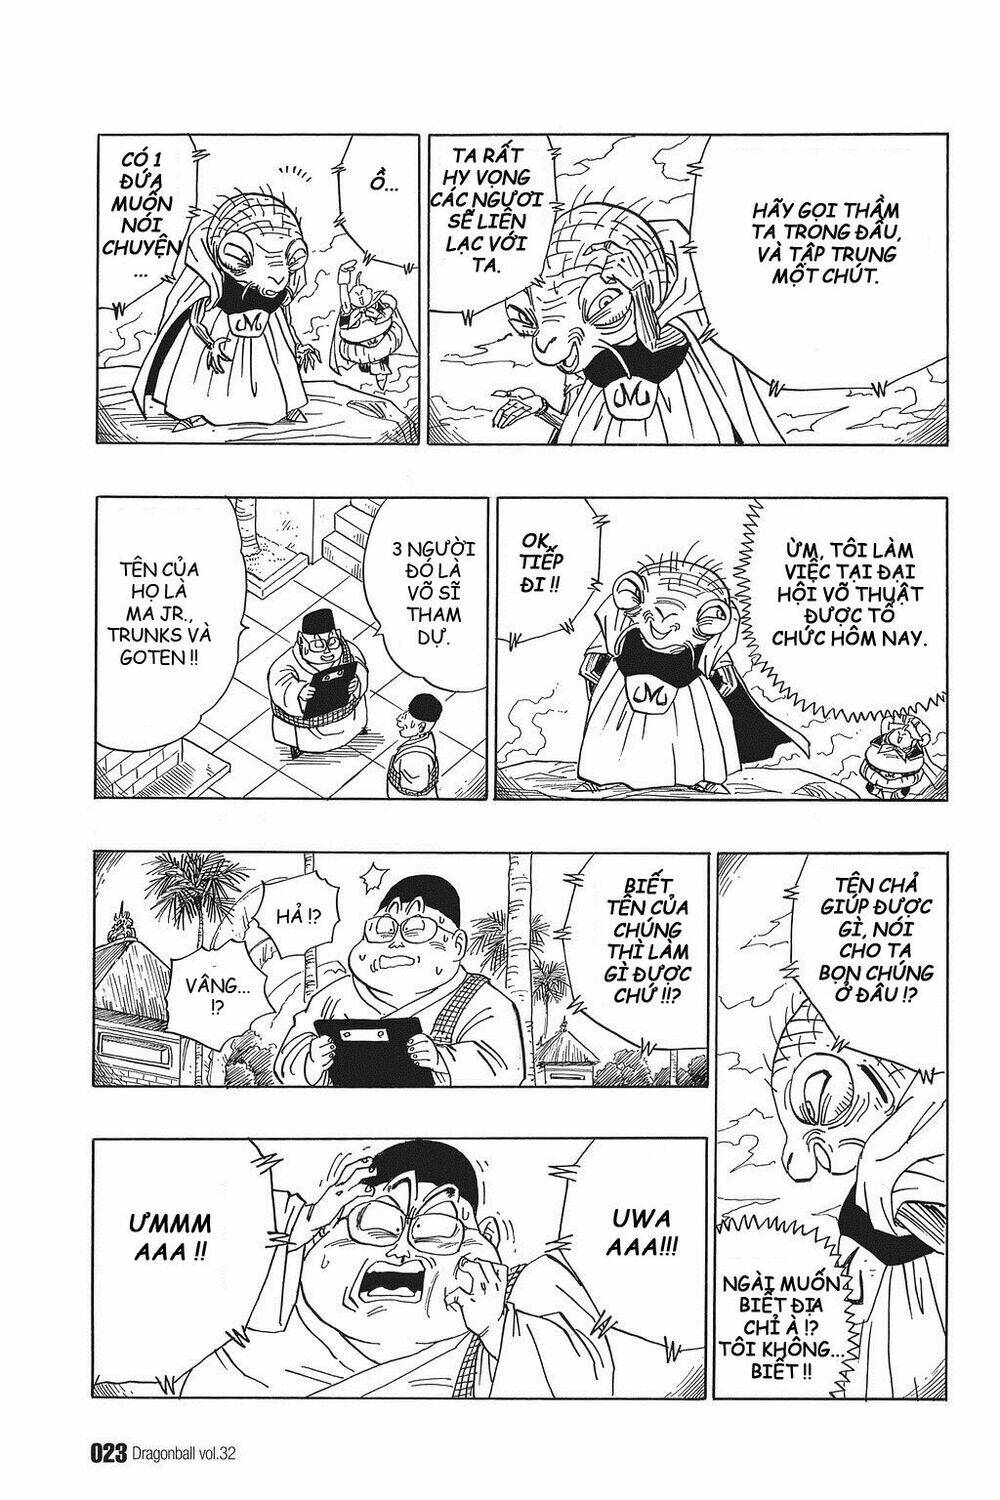 HÃY GỌI THẦM
TA TRONG ĐẦU,
VÀ TẬP TRUNG
MỘT CHÚT.
TA RẤT
HY VỌNG
CÁC NGƯƠI
SẼ LIÊN
LẠC VỚI
TA.
Ồ...
CÓ 1
ĐỨA
MUỐN
NÓI
CHUYỆN
...
ỪM, TÔI LÀM
VIỆC TẠI ĐẠI
HỘI VÕ THUẬT
ĐƯỢC TỔ
CHỨC HÔM NAY.
OK,
TIẾP
ĐI !!
3 NGƯỜI
ĐÓ LÀ
VÕ SĨ
THAM
DỰ.
TÊN CỦA
HỌ LÀ
MA JR.,
TRUNKS VÀ
GOTEN !!
TÊN CHẢ
GIÚP ĐƯỢC
GÌ, NÓI
CHO TA
BỌN CHÚNG
Ở ĐÂU !?
NGÀI MUỐN
BIẾT ĐỊA
CHỈ À !?
TÔI KHÔNG...
BIẾT !!
BIẾT
TÊN CỦA
CHÚNG
THÌ LÀM
GÌ ĐƯỢC
CHỨ !!?
HẢ !?
VÂNG...
!?
UWA
AAA!!!
ƯMMM
AAA !!
023 Dragonball vol.32